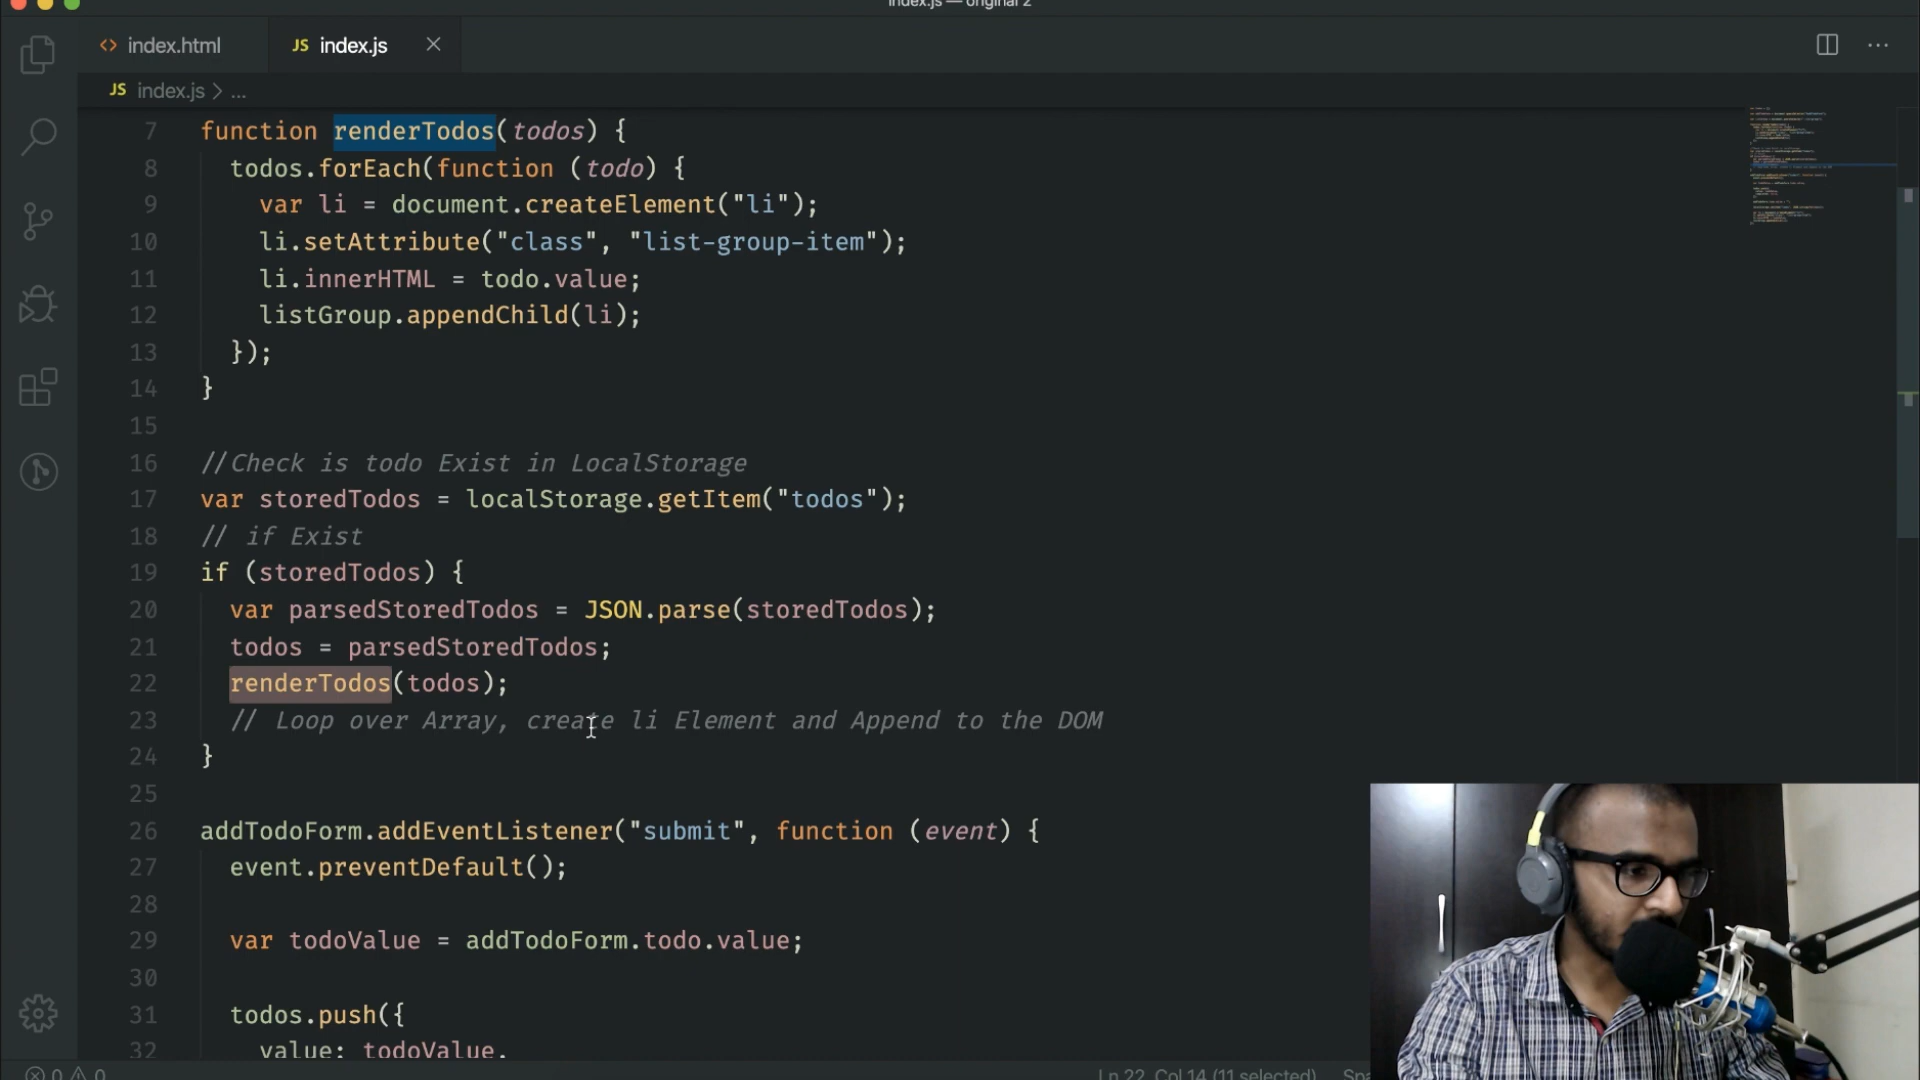 index.js — original 2
index.html
JS index.js
JS index.js > ...
7 function renderTodos(todos) {
8 todos.forEach(function (todo) {
9 var li = document.createElement("li");
10 li.setAttribute("class", "list-group-item");
11 li.innerHTML = todo.value;
12 listGroup.appendChild(li);
13 });
14 }
15
16 //Check is todo Exist in LocalStorage
17 var storedTodos = localStorage.getItem("todos");
18 // if Exist
19 if (storedTodos) {
20 var parsedStoredTodos = JSON.parse(storedTodos);
21 todos = parsedStoredTodos;
22 renderTodos(todos);
23 // Loop over Array, create li Element and Append to the DOM
24 }
25
26 addTodoForm.addEventListener("submit", function (event) {
27 event.preventDefault();
28
29 var todoValue = addTodoForm.todo.value;
30
31 todos.push({
32 value: todoValue,
0 0 Ln 22, Col 14 (11 selected)